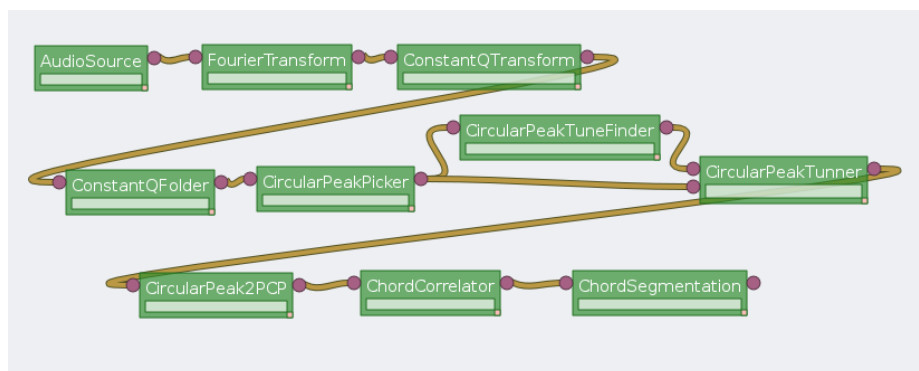 AudioSource
FourierTransform
ConstantQTransform
CircularPeakTuneFinder
ConstantQFolder
CircularPeakPicker
CircularPeakTunner
CircularPeak2PCP
ChordCorrelator
ChordSegmentation